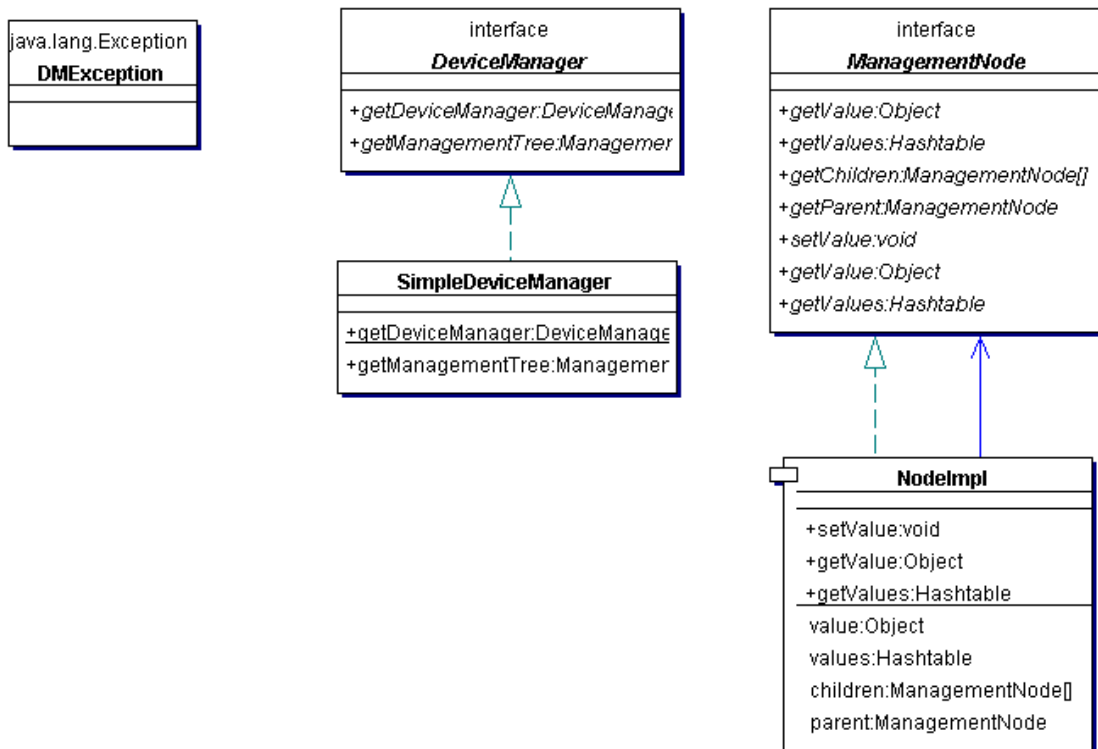 java.lang.Exception
DMException
interface
DeviceManager
+getDeviceManager:DeviceManage
+getManagementTree:Managemen
SimpleDeviceManager
+getDeviceManager:DeviceManage
+getManagementTree:Managemen
interface
ManagementNode
+getValue:Object
+getValues:Hashtable
+getChildren:ManagementNode[]
+getParent:ManagementNode
+setValue:void
+getValue:Object
+getValues:Hashtable
NodeImpl
+setValue:void
+getValue:Object
+getValues:Hashtable
value:Object
values:Hashtable
children:ManagementNode[]
parent:ManagementNode